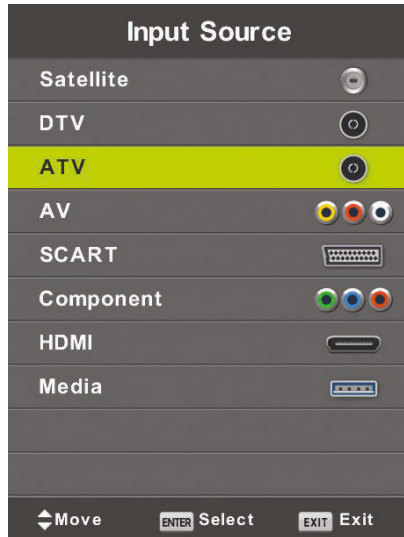 Input Source
Satellite
DTV
ATV
AV
SCART
Component
HDMI
Media
Move ENTER Select EXIT Exit